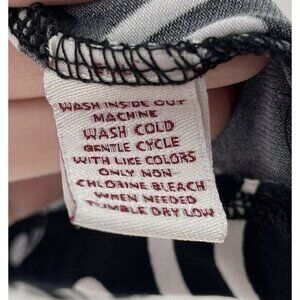 WASH INSIDE OUT
MACHINE
WASH COLD
GENTLE CYCLE
WITH LIKE COLORS
ONLY NON
CHLORINE BLEACH
WHEN NEEDED
TUMBLE DRY LOW